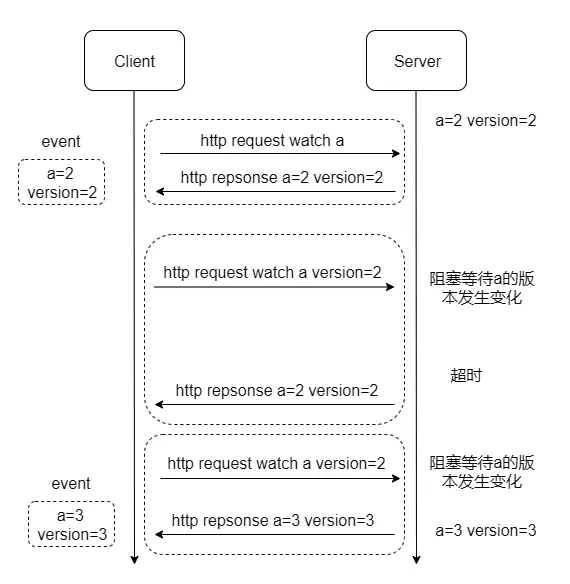 Client
Server
a=2 version=2
event
http request watch a
a=2
version=2
http repsonse a=2 version=2
http request watch a version=2
阻塞等待a的版
本发生变化
超时
http repsonse a=2 version=2
http request watch a version=2
阻塞等待a的版
本发生变化
event
a=3
version=3
http repsonse a=3 version=3
a=3 version=3